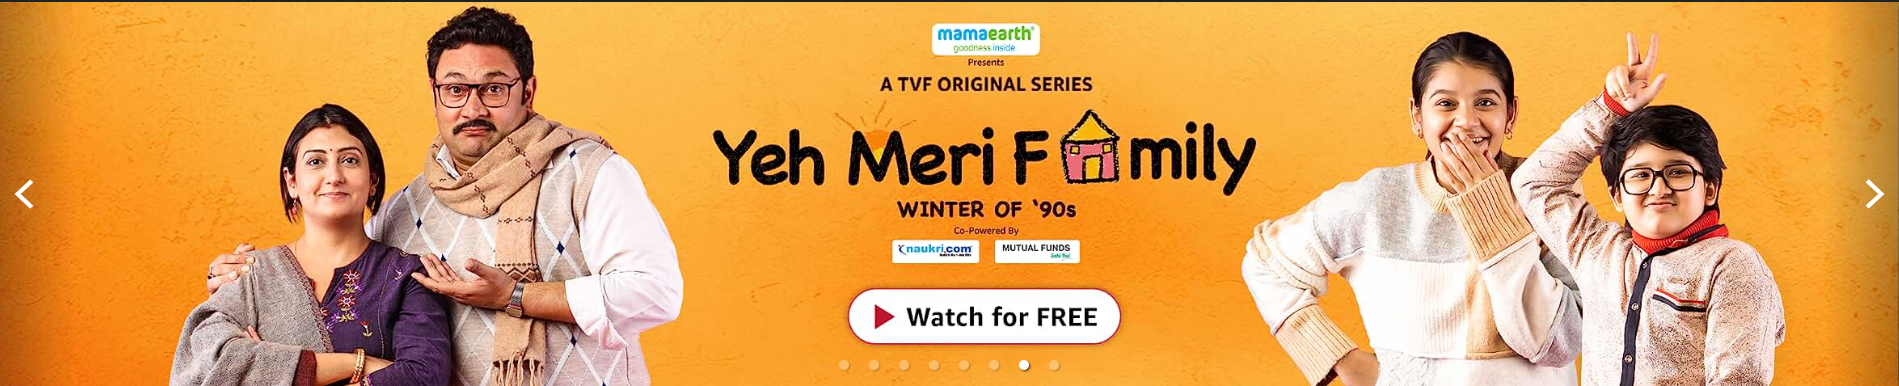 mamaearth
goodness inside
Presents
A TVF ORIGINAL SERIES
Yeh Meri Family
WINTER OF '90s
Co-Powered By
naukri.com
MUTUAL FUNDS
Sahi Hai
Watch for FREE